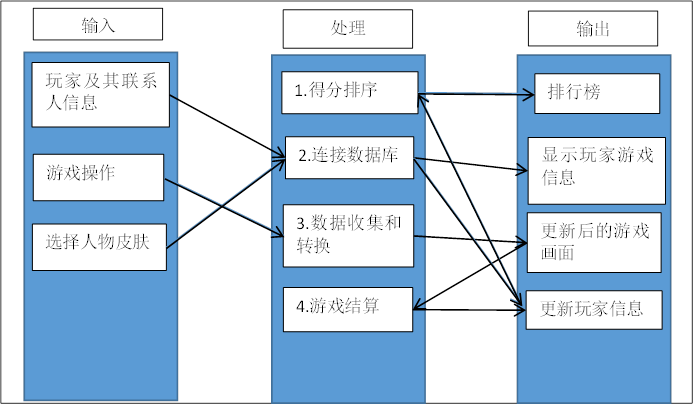 输入
处理
输出
玩家及其联系
人信息
游戏操作
选择人物皮肤
1.得分排序
2.连接数据库
3.数据收集和
转换
4.游戏结算
排行榜
显示玩家游戏
信息
更新后的游戏
画面
更新玩家信息